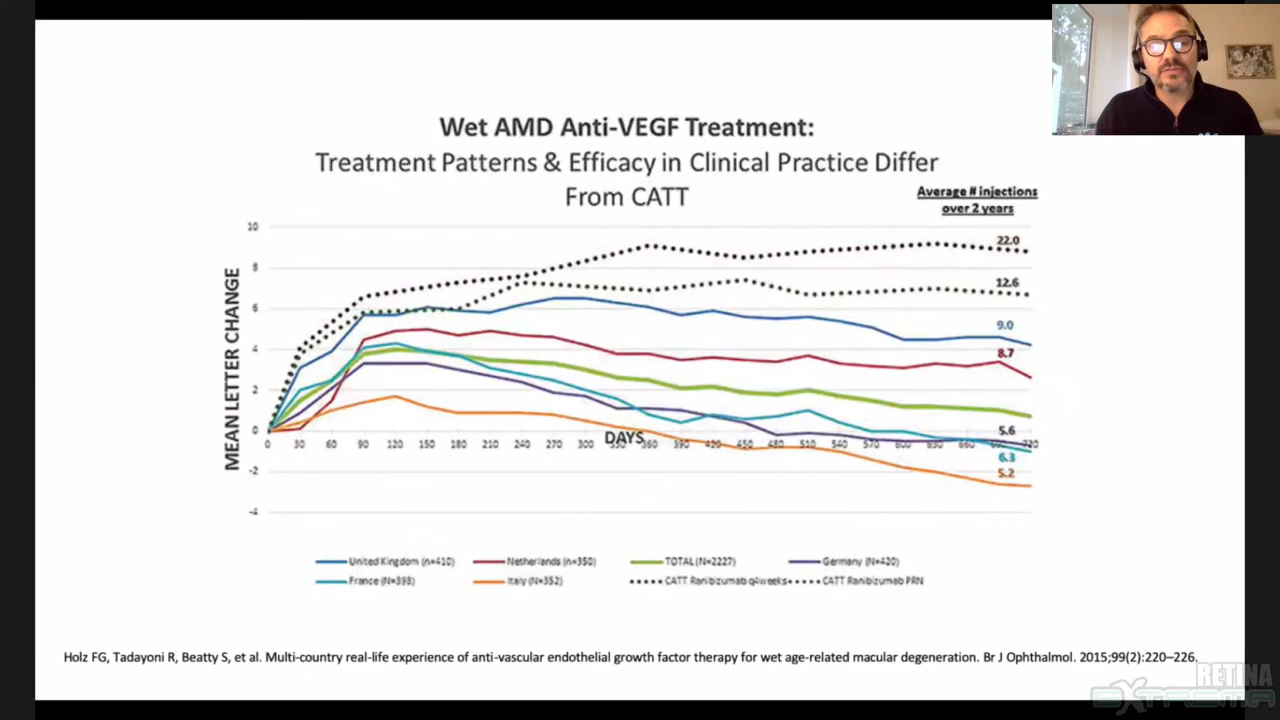 Wet AMD Anti-VEGF Treatment:
Treatment Patterns & Efficacy in Clinical Practice Differ
From CATT
Average # injections
over 2 years
10
8
6
4
2
0
-2
-4
MEAN LETTER CHANGE
22.0
12.6
9.0
8.7
5.6
6.3
5.2
DAYS
0 30 60 90 120 150 180 210 240 270 300 330 360 390 420 450 480 510 540 570 600 630 660 690 720
United Kingdom (n=410) Netherlands (n=350) TOTAL (N=2227) Germany (N=420)
France (N=398) Italy (N=352) CATT Ranibizumab q4weeks CATT Ranibizumab PRN
Holz FG, Tadayoni R, Beatty S, et al. Multi-country real-life experience of anti-vascular endothelial growth factor therapy for wet age-related macular degeneration. Br J Ophthalmol. 2015;99(2):220–226.
RETINA
EXTREMA